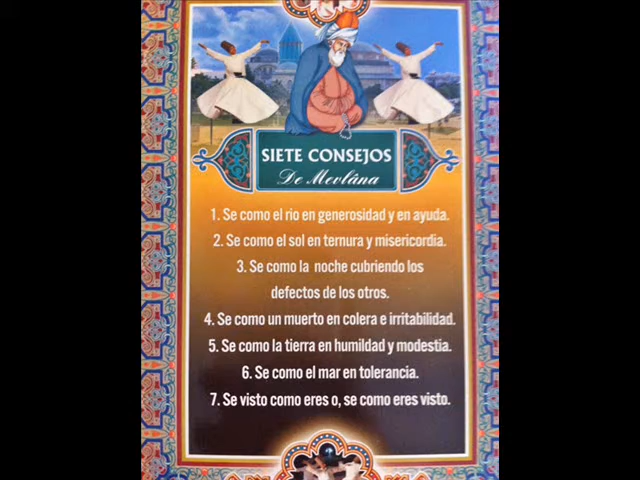 SIETE CONSEJOS
De Mevlâna
1. Se como el rio en generosidad y en ayuda.
2. Se como el sol en ternura y misericordia.
3. Se como la noche cubriendo los
defectos de los otros.
4. Se como un muerto en colera e irritabilidad.
5. Se como la tierra en humildad y modestia.
6. Se como el mar en tolerancia.
7. Se visto como eres o, se como eres visto.